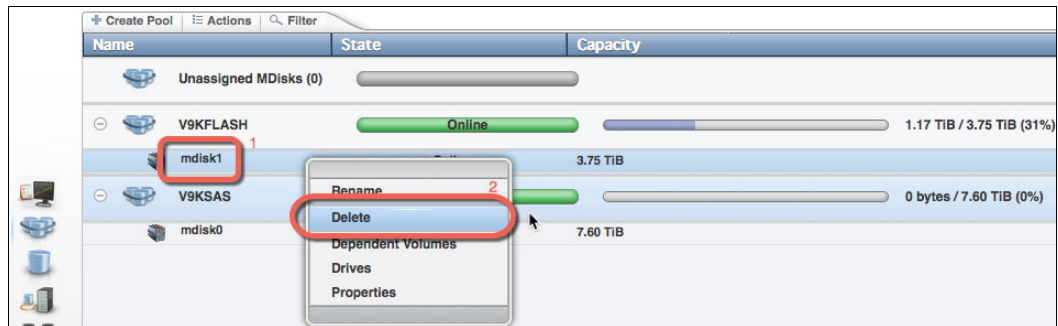 Create Pool Actions Filter
Name State Capacity
Unassigned MDisks (0)
V9KFLASH Online 1.17 TiB / 3.75 TiB (31%)
1
mdisk1 3.75 TiB
Rename 2
V9KSAS 0 bytes / 7.60 TiB (0%)
Delete
mdisk0 7.60 TiB
Dependent Volumes
Drives
Properties